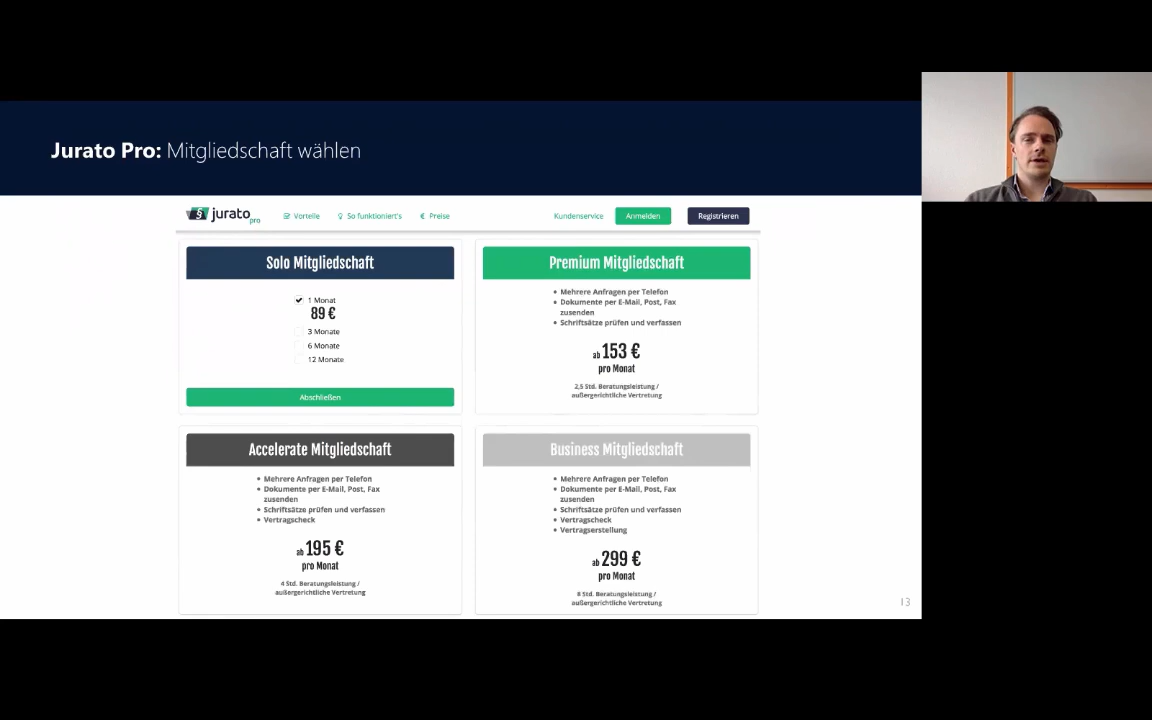 Jurato Pro: Mitgliedschaft wählen
§ jurato pro
Vorteile
So funktioniert's
€ Preise
Kundenservice
Anmelden
Registrieren
Solo Mitgliedschaft
1 Monat
89 €
3 Monate
6 Monate
12 Monate
Abschließen
Premium Mitgliedschaft
• Mehrere Anfragen per Telefon
• Dokumente per E-Mail, Post, Fax
zusenden
• Schriftsätze prüfen und verfassen
ab 153 €
pro Monat
2,5 Std. Beratungsleistung /
außergerichtliche Vertretung
Accelerate Mitgliedschaft
• Mehrere Anfragen per Telefon
• Dokumente per E-Mail, Post, Fax
zusenden
• Schriftsätze prüfen und verfassen
• Vertragscheck
ab 195 €
pro Monat
4 Std. Beratungsleistung /
außergerichtliche Vertretung
Business Mitgliedschaft
• Mehrere Anfragen per Telefon
• Dokumente per E-Mail, Post, Fax
zusenden
• Schriftsätze prüfen und verfassen
• Vertragscheck
• Vertragserstellung
ab 299 €
pro Monat
8 Std. Beratungsleistung /
außergerichtliche Vertretung
13